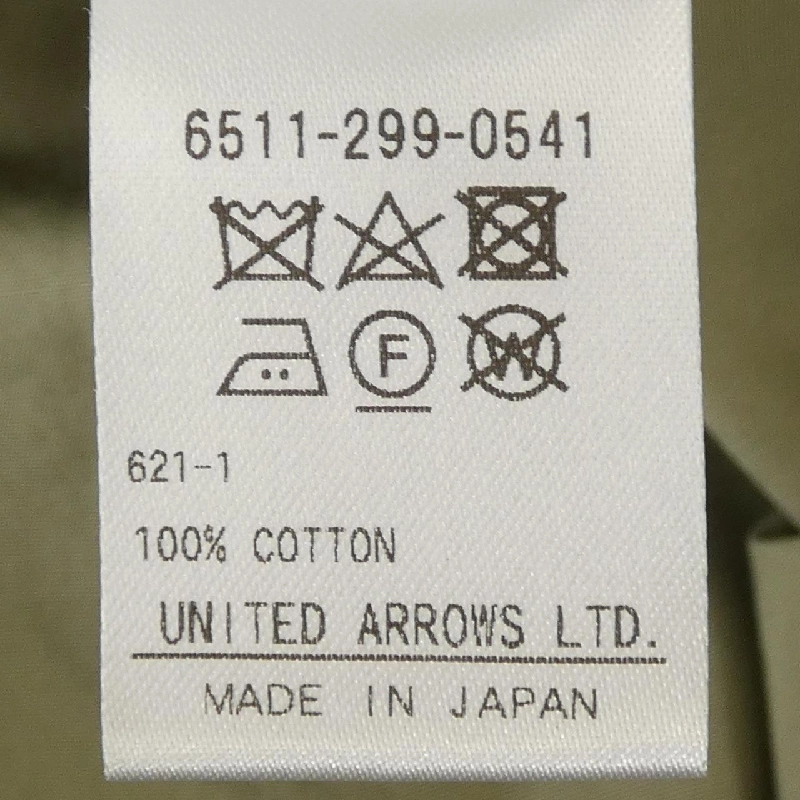 6511-299-0541
F W
621-1
100% COTTON
UNITED ARROWS LTD.
MADE IN JAPAN